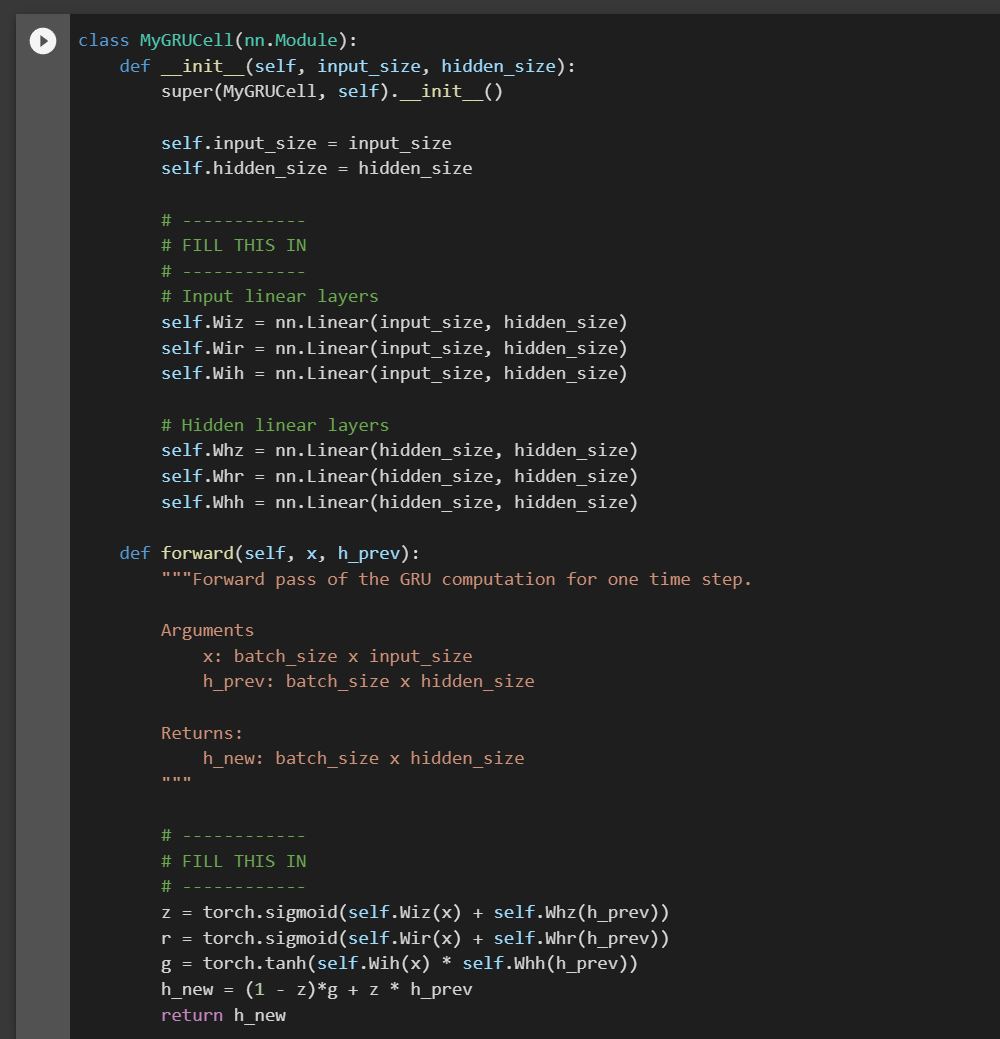 class MyGRUCell(nn.Module):
    def __init__(self, input_size, hidden_size):
        super(MyGRUCell, self).__init__()
        self.input_size = input_size
        self.hidden_size = hidden_size
        # ------------
        # FILL THIS IN
        # ------------
        # Input linear layers
        self.Wiz = nn.Linear(input_size, hidden_size)
        self.Wir = nn.Linear(input_size, hidden_size)
        self.Wih = nn.Linear(input_size, hidden_size)
        # Hidden linear layers
        self.Whz = nn.Linear(hidden_size, hidden_size)
        self.Whr = nn.Linear(hidden_size, hidden_size)
        self.Whh = nn.Linear(hidden_size, hidden_size)
    def forward(self, x, h_prev):
        """Forward pass of the GRU computation for one time step.
        Arguments
            x: batch_size x input_size
            h_prev: batch_size x hidden_size
        Returns:
            h_new: batch_size x hidden_size
        """
        # ------------
        # FILL THIS IN
        # ------------
        z = torch.sigmoid(self.Wiz(x) + self.Whz(h_prev))
        r = torch.sigmoid(self.Wir(x) + self.Whr(h_prev))
        g = torch.tanh(self.Wih(x) * self.Whh(h_prev))
        h_new = (1 - z)*g + z * h_prev
        return h_new